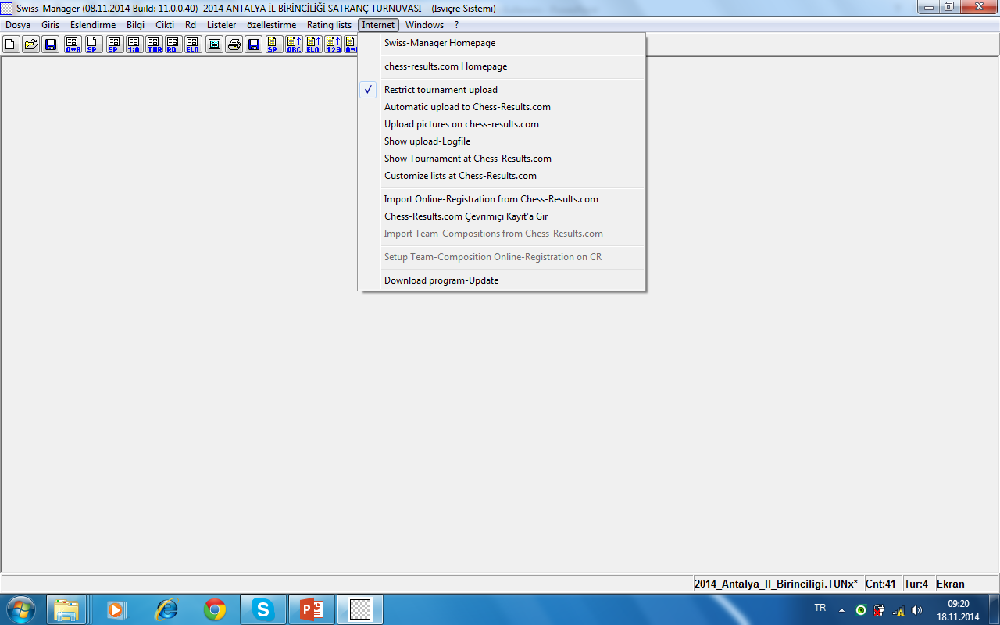 Swiss-Manager (08.11.2014 Build: 11.0.0.40) 2014 ANTALYA İL BİRİNCİLİĞİ SATRANÇ TURNUVASI (Isviçre Sistemi)
Dosya Giris Eslendirme Bilgi Cikti Rd Listeler özellestirme Rating lists Internet Windows ?
A=B SP SP 1:0 TUR RD ELO SP ABC ELO 1.2.3
Swiss-Manager Homepage
chess-results.com Homepage
Restrict tournament upload
Automatic upload to Chess-Results.com
Upload pictures on chess-results.com
Show upload-Logfile
Show Tournament at Chess-Results.com
Customize lists at Chess-Results.com
Import Online-Registration from Chess-Results.com
Chess-Results.com Çevrimiçi Kayıt'a Gir
Import Team-Compositions from Chess-Results.com
Setup Team-Composition Online-Registration on CR
Download program-Update
2014_Antalya_Il_Birinciligi.TUNx* Cnt:41 Tur:4 Ekran
TR 09:20
18.11.2014